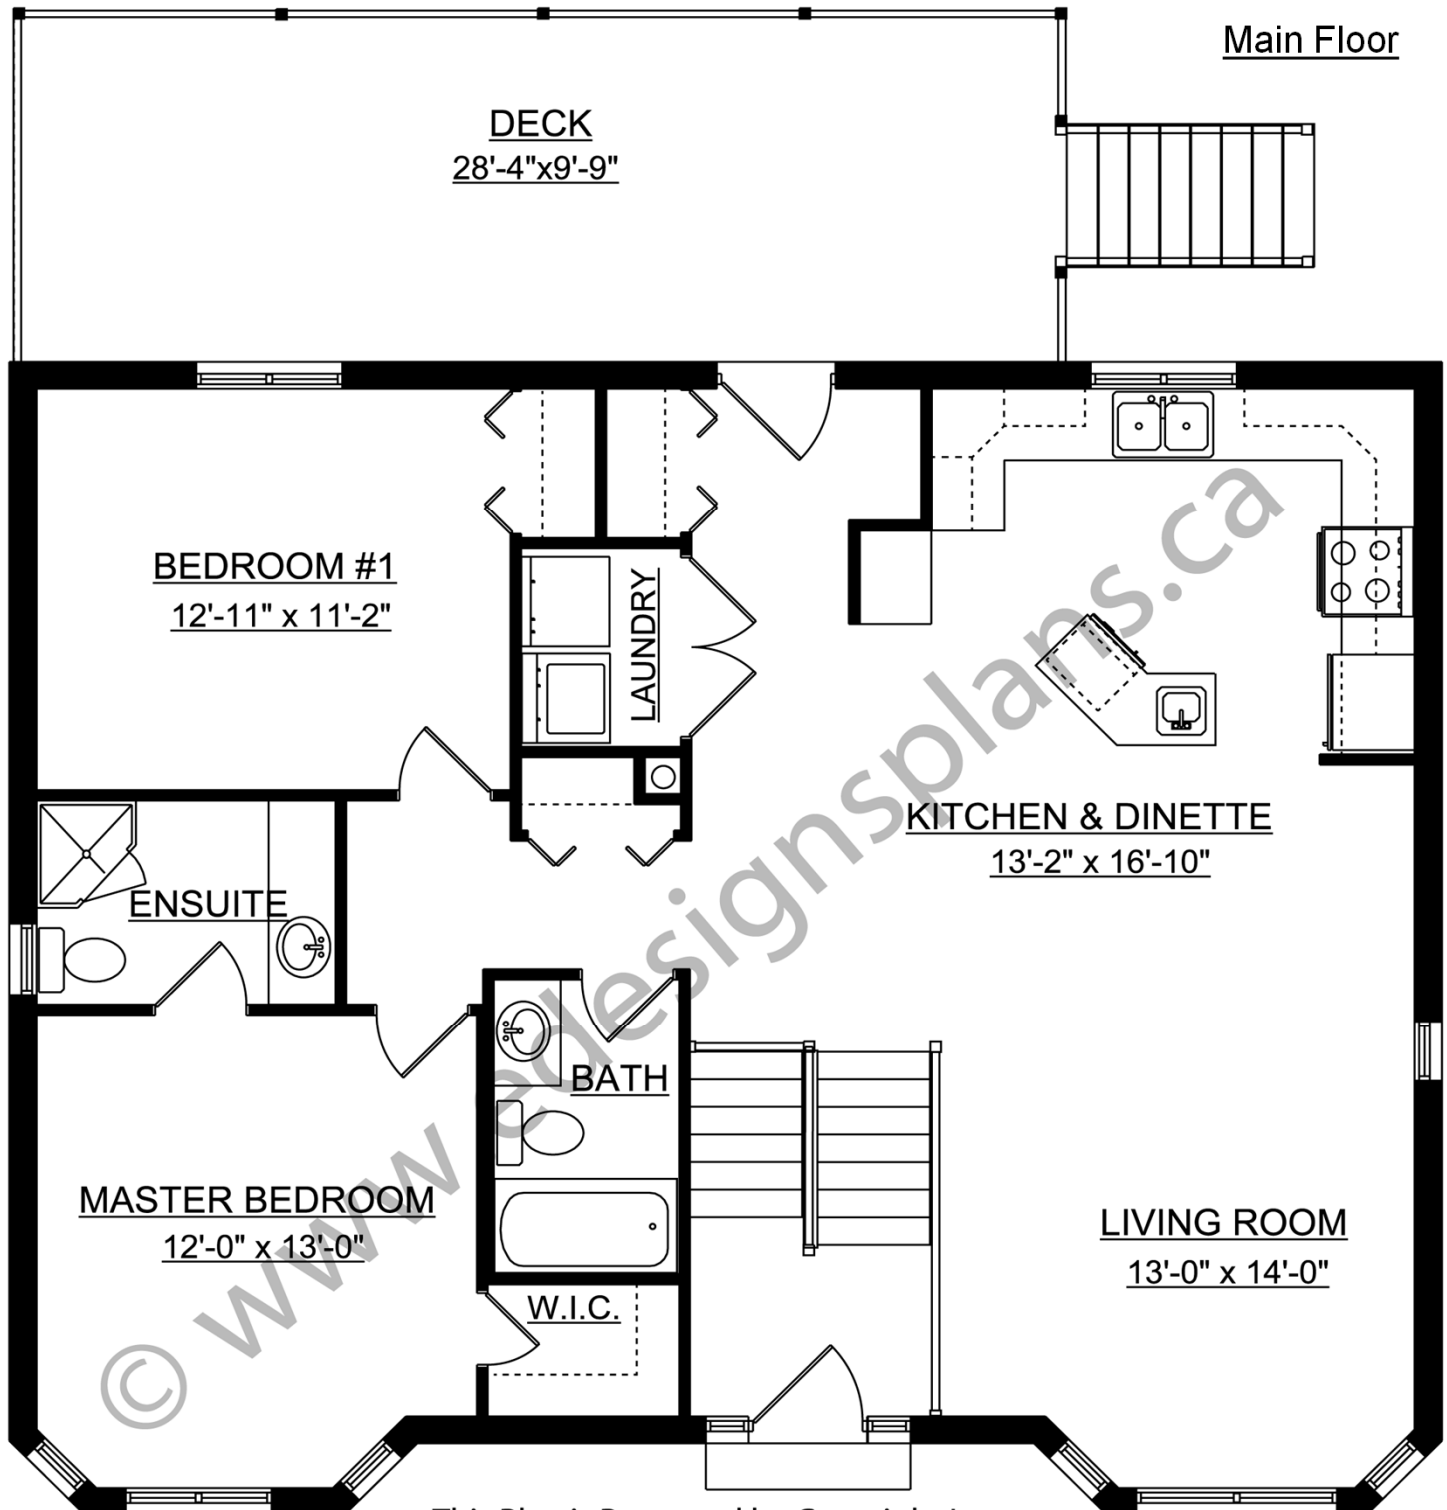 Main Floor
DECK
28'-4"x9'-9"
BEDROOM #1
12'-11" x 11'-2"
LAUNDRY
KITCHEN & DINETTE
13'-2" x 16'-10"
ENSUITE
BATH
MASTER BEDROOM
12'-0" x 13'-0"
W.I.C.
LIVING ROOM
13'-0" x 14'-0"
© www.edesignsplans.ca